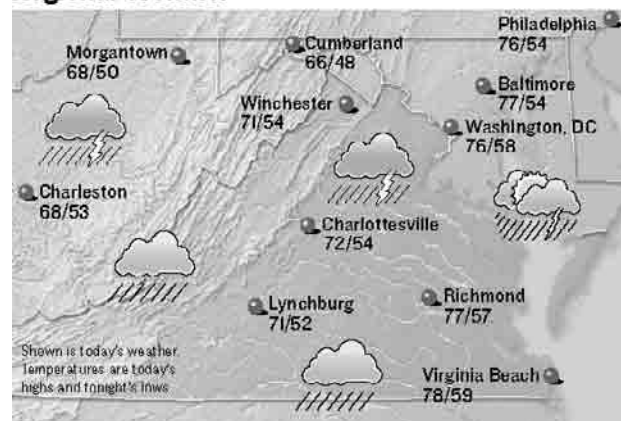 Philadelphia
76/54
Morgantown
68/50
Cumberland
66/48
Baltimore
77/54
Winchester
71/54
Washington, DC
76/58
Charleston
68/53
Charlottesville
72/54
Lynchburg
71/52
Richmond
77/57
Shown is today's weather.
Temperatures are today's
highs and tonight's lows
Virginia Beach
78/59